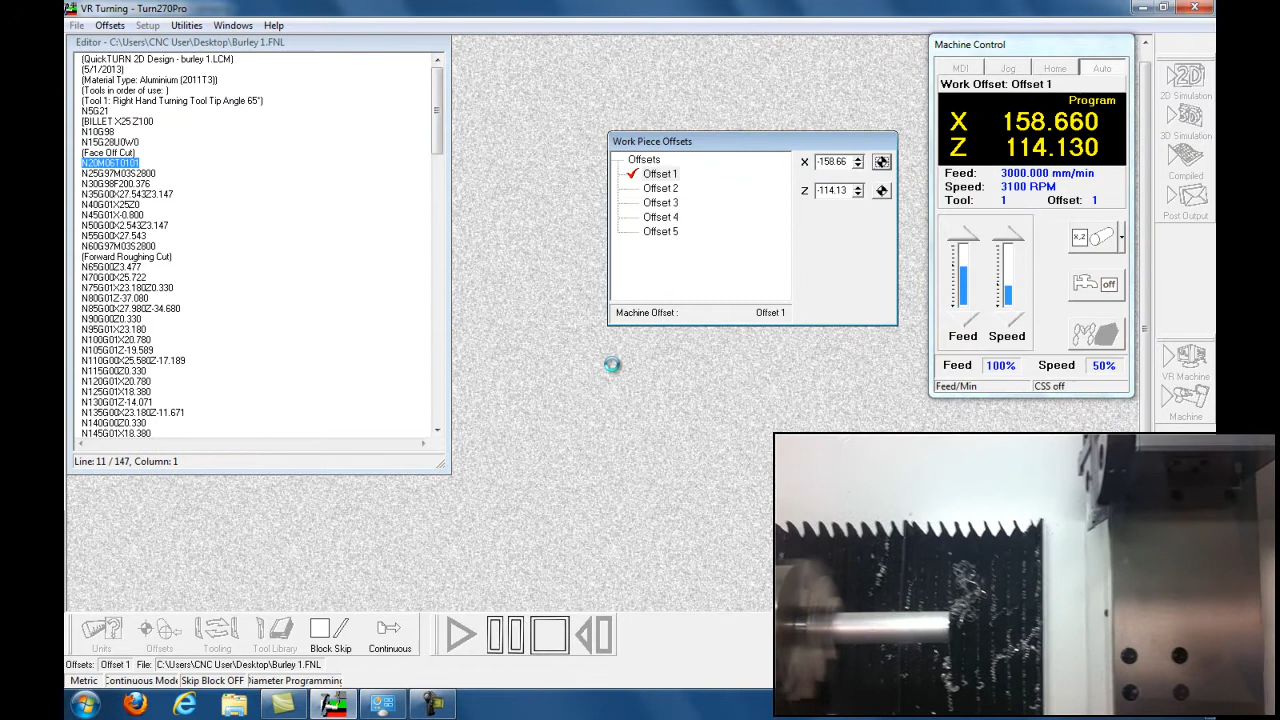 VR Turning - Turn270Pro
File Offsets Setup Utilities Windows Help
Editor - C:\Users\CNC User\Desktop\Burley 1.FNL
(QuickTURN 2D Design - burley 1.LCM)
(5/1/2013)
(Material Type: Aluminium (2011T3))
(Tools in order of use: )
(Tool 1: Right Hand Turning Tool Tip Angle 65")
N5G21
(BILLET X25 Z100
N10G98
N15G28U0W0
(Face Off Cut)
N20M06T0101
N25G97M03S2800
N30G98F200.376
N35G00X27.543Z3.147
N40G01X25Z0
N45G01X-0.800
N50G00X2.543Z3.147
N55G00X27.543
N60G97M03S2800
(Forward Roughing Cut)
N65G00Z3.477
N70G00X25.722
N75G01X23.180Z0.330
N80G01Z-37.080
N85G00X27.980Z-34.680
N90G00Z0.330
N95G01X23.180
N100G01X20.780
N105G01Z-19.589
N110G00X25.580Z-17.189
N115G00Z0.330
N120G01X20.780
N125G01X18.380
N130G01Z-14.071
N135G00X23.180Z-11.671
N140G00Z0.330
N145G01X18.380
Line: 11 / 147, Column: 1
Work Piece Offsets
Offsets
Offset 1
Offset 2
Offset 3
Offset 4
Offset 5
X -158.66
Z -114.13
Machine Offset : Offset 1
Machine Control
MDI Jog Home Auto
Work Offset: Offset 1
Program
X 158.660
Z 114.130
Feed: 3000.000 mm/min
Speed: 3100 RPM
Tool: 1 Offset: 1
X,Z
off
Feed Speed
Feed 100% Speed 50%
Feed/Min CSS off
2D
2D Simulation
3D
3D Simulation
Compiled
Post Output
VR Machine
Machine
Units Offsets Tooling Tool Library Block Skip Continuous
Offsets: Offset 1 File: C:\Users\CNC User\Desktop\Burley 1.FNL
Metric Continuous Mode Skip Block OFF Diameter Programming